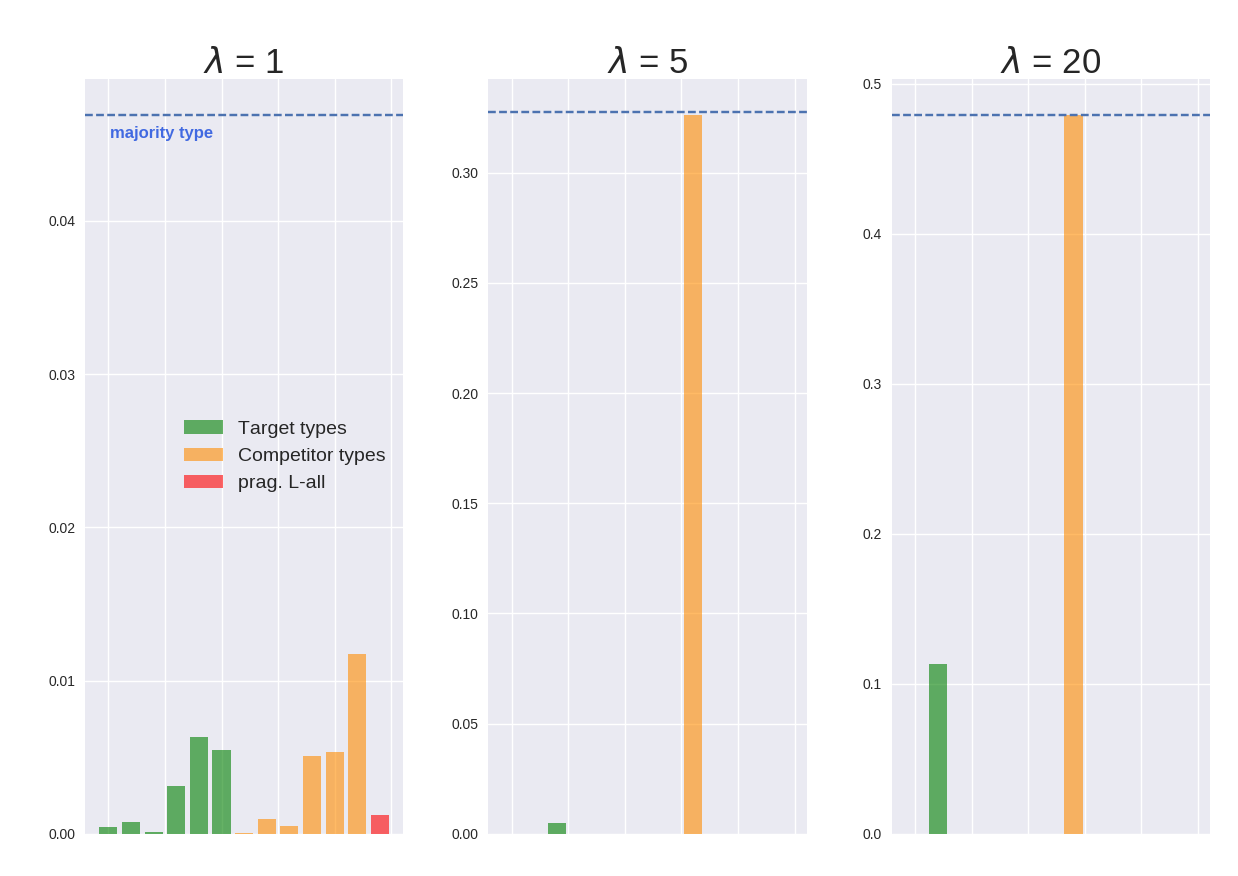 λ = 1
majority type
0.04
0.03
0.02
0.01
0.00
Target types
Competitor types
prag. L-all
λ = 5
0.30
0.25
0.20
0.15
0.10
0.05
0.00
λ = 20
0.5
0.4
0.3
0.2
0.1
0.0